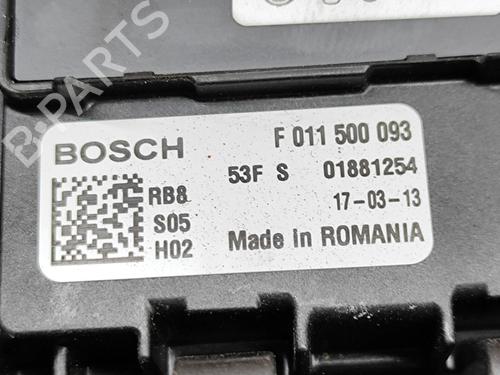 B-PARTS
BOSCH F 011 500 093
RB8 53F S 01881254
S05 17-03-13
H02 Made in ROMANIA